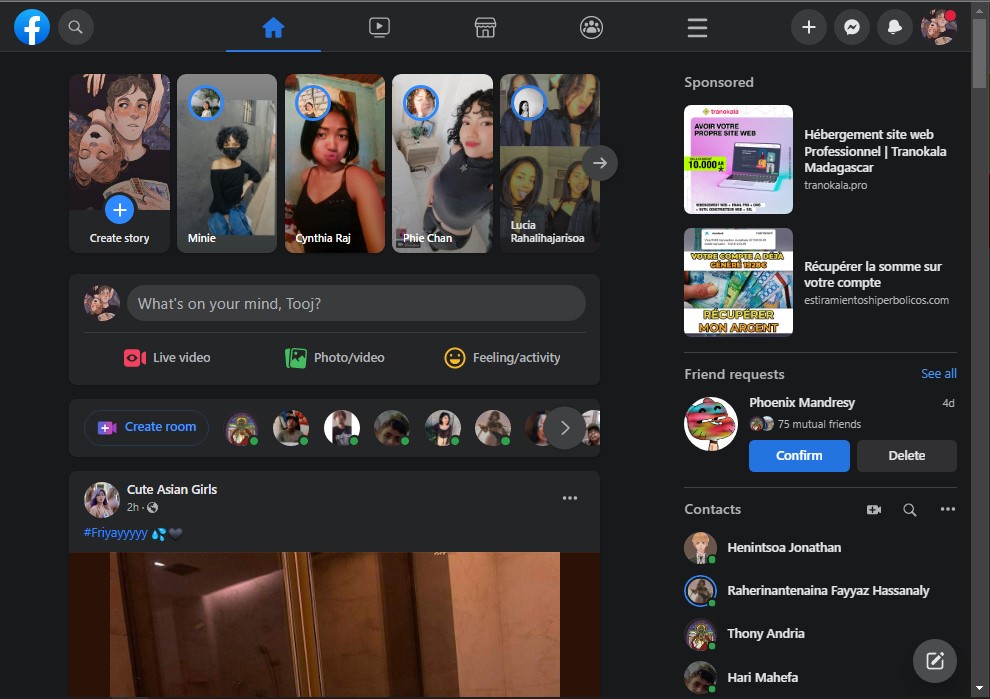 Create story
Minie
Cynthia Raj
Phie Chan
Lucia
Rahalihajarisoa
What's on your mind, Tooj?
Live video
Photo/video
Feeling/activity
Create room
Cute Asian Girls
2h ·
#Friyayyyyy 💦🖤
Sponsored
tranokala
AVOIR VOTRE
PROPRE SITE WEB
10.000 AR
Hébergement site web
Professionnel | Tranokala
Madagascar
tranokala.pro
VOTRE COMPTE A DÉJÀ
GÉNÉRÉ 1928€
RÉCUPÉRER
MON ARGENT
Récupérer la somme sur
votre compte
estiramientoshiperbolicos.com
Friend requests
See all
Phoenix Mandresy
4d
75 mutual friends
Confirm
Delete
Contacts
Henintsoa Jonathan
Raherinantenaina Fayyaz Hassanaly
Thony Andria
Hari Mahefa